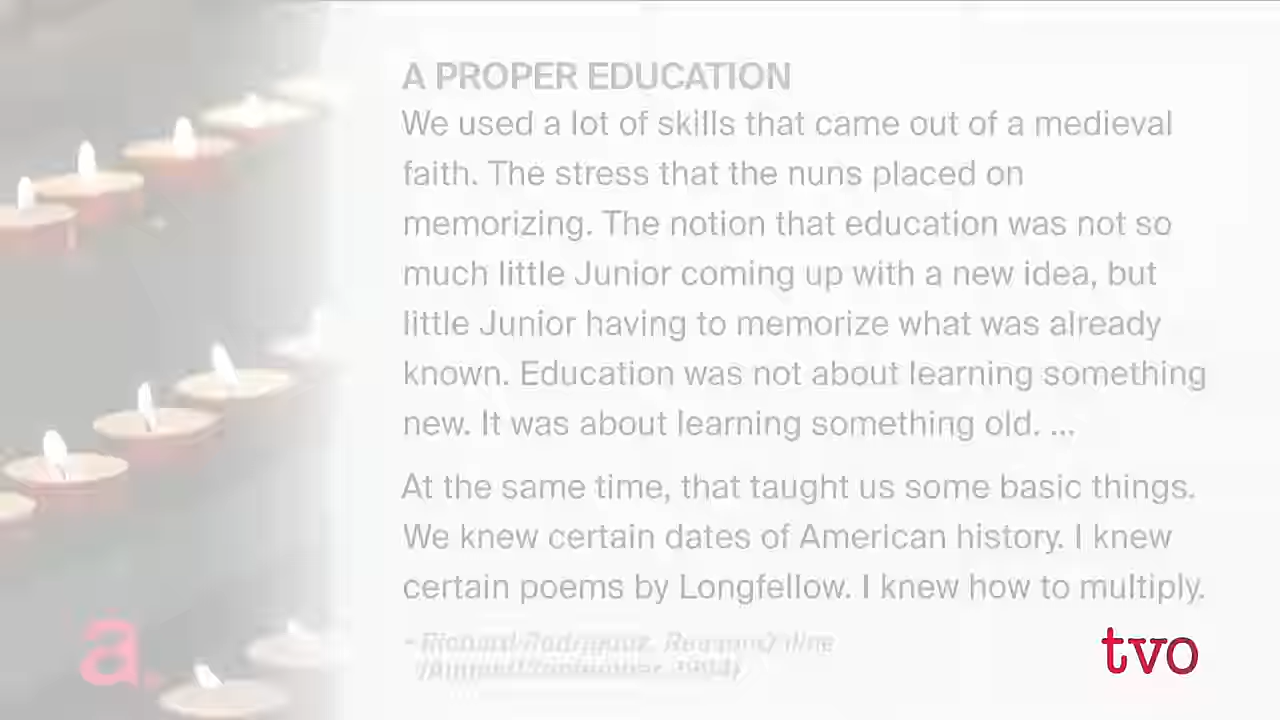 A PROPER EDUCATION
We used a lot of skills that came out of a medieval
faith. The stress that the nuns placed on
memorizing. The notion that education was not so
much little Junior coming up with a new idea, but
little Junior having to memorize what was already
known. Education was not about learning something
new. It was about learning something old. ...
At the same time, that taught us some basic things.
We knew certain dates of American history. I knew
certain poems by Longfellow. I knew how to multiply.
- Richard Rodriguez,
a.
tvo